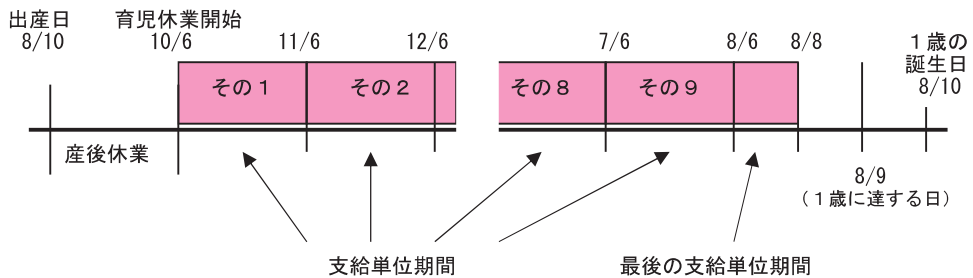 出産日
8/10
育児休業開始
10/6
11/6
12/6
7/6
8/6
8/8
１歳の
誕生日
8/10
その１
その２
その８
その９
産後休業
8/9
（１歳に達する日）
支給単位期間
最後の支給単位期間